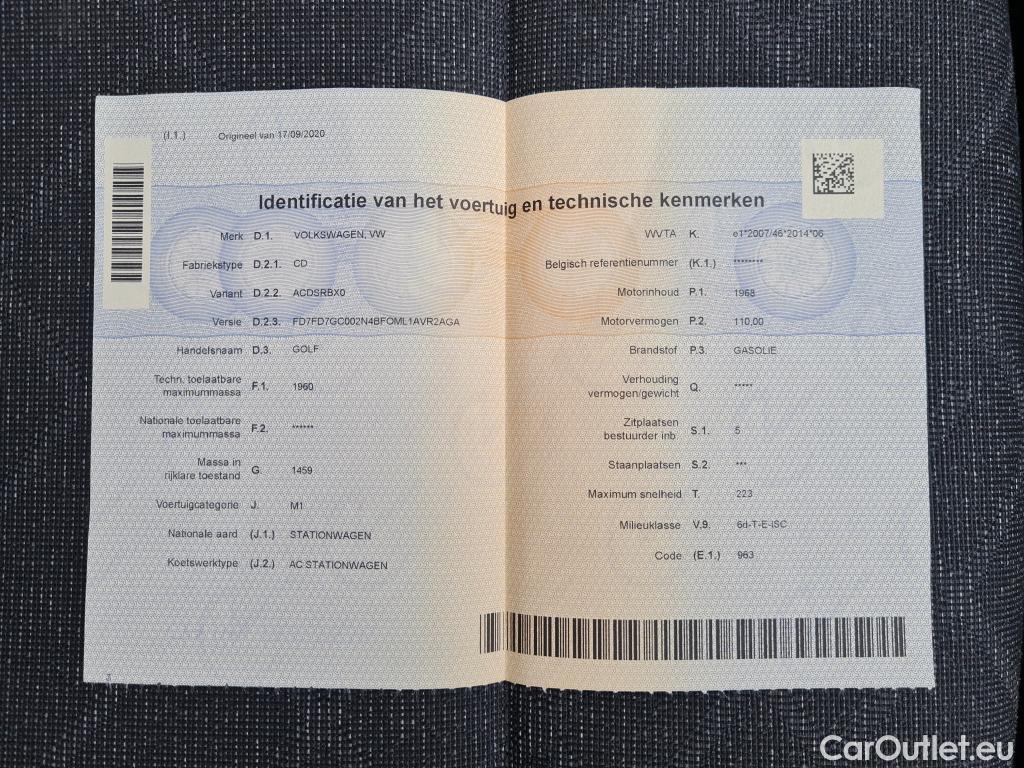 (I.1.) Origineel van 17/09/2020
Identificatie van het voertuig en technische kenmerken
Merk D.1. VOLKSWAGEN, VW
Fabriekstype D.2.1. CD
Variant D.2.2. ACDSRBX0
Versie D.2.3. FD7FD7GC002N4BFOML1AVR2AGA
Handelsnaam D.3. GOLF
Techn. toelaatbare
maximummassa F.1. 1960
Nationale toelaatbare
maximummassa F.2. ******
Massa in
rijklare toestand G. 1459
Voertuigcategorie J. M1
Nationale aard (J.1.) STATIONWAGEN
Koetswerktype (J.2.) AC STATIONWAGEN
WVTA K. e1*2007/46*2014*06
Belgisch referentienummer (K.1.) ********
Motorinhoud P.1. 1968
Motorvermogen P.2. 110,00
Brandstof P.3. GASOLIE
Verhouding
vermogen/gewicht Q. *****
Zitplaatsen
bestuurder inb. S.1. 5
Staanplaatsen S.2. ***
Maximum snelheid T. 223
Milieuklasse V.9. 6d-T-E-ISC
Code (E.1.) 963
3
CarOutlet.eu